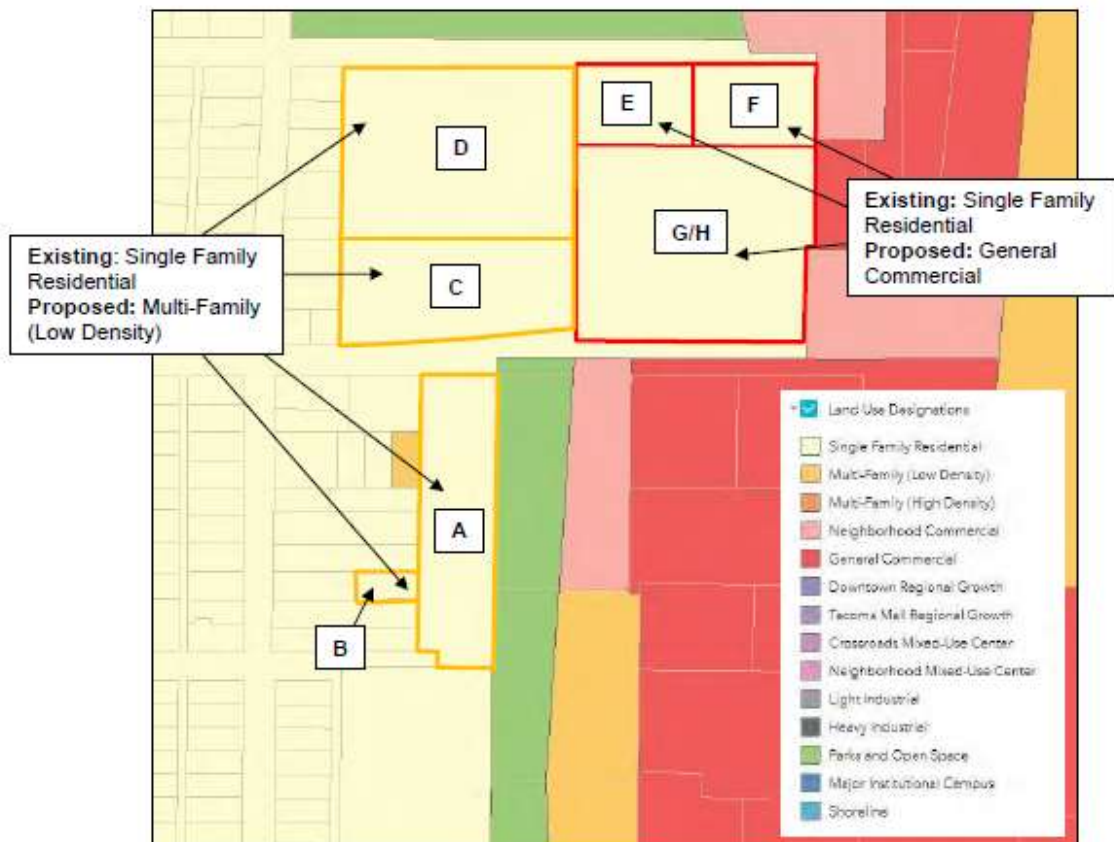 E
F
D
G/H
C
Existing: Single Family
Residential
Proposed: Multi-Family
(Low Density)
Existing: Single Family
Residential
Proposed: General
Commercial
A
B
Land Use Designations
Single Family Residential
Multi-Family (Low Density)
Multi-Family (High Density)
Neighborhood Commercial
General Commercial
Downtown Regional Growth
Tacoma Mall Regional Growth
Crossroads Mixed-Use Center
Neighborhood Mixed-Use Center
Light Industrial
Heavy Industrial
Parks and Open Space
Major Institutional Campus
Shoreline